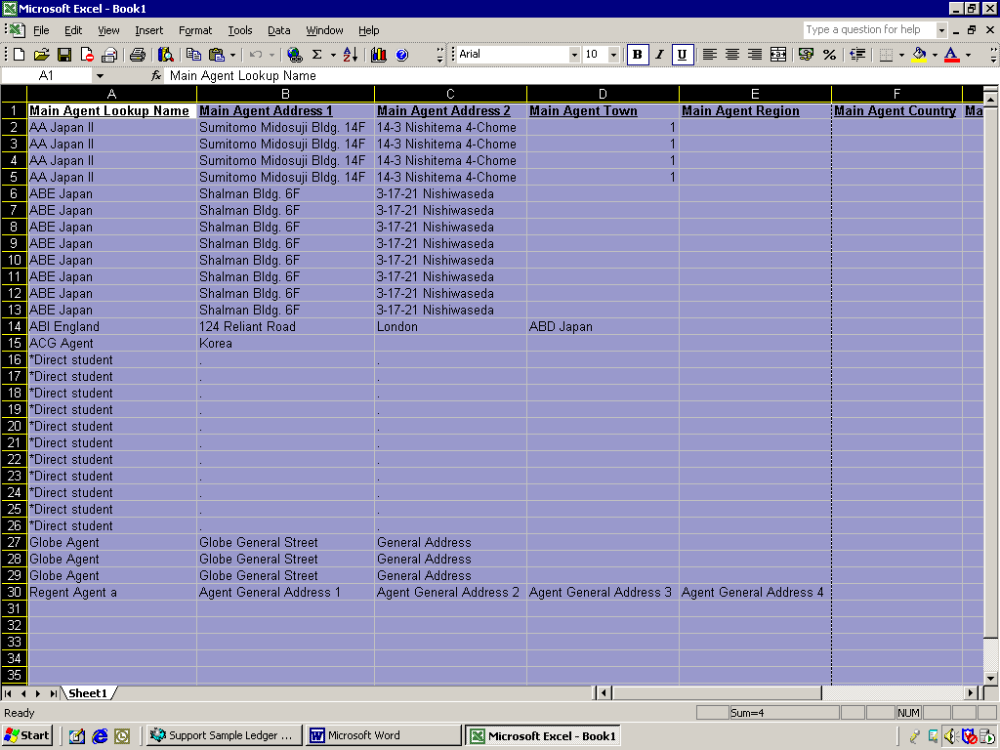 Microsoft Excel - Book1
File Edit View Insert Format Tools Data Window Help Type a question for help
Arial 10 B I U %
A1 fx Main Agent Lookup Name
A B C D E F
1 Main Agent Lookup Name Main Agent Address 1 Main Agent Address 2 Main Agent Town Main Agent Region Main Agent Country Ma
2 AA Japan II Sumitomo Midosuji Bldg. 14F 14-3 Nishitema 4-Chome 1
3 AA Japan II Sumitomo Midosuji Bldg. 14F 14-3 Nishitema 4-Chome 1
4 AA Japan II Sumitomo Midosuji Bldg. 14F 14-3 Nishitema 4-Chome 1
5 AA Japan II Sumitomo Midosuji Bldg. 14F 14-3 Nishitema 4-Chome 1
6 ABE Japan Shalman Bldg. 6F 3-17-21 Nishiwaseda
7 ABE Japan Shalman Bldg. 6F 3-17-21 Nishiwaseda
8 ABE Japan Shalman Bldg. 6F 3-17-21 Nishiwaseda
9 ABE Japan Shalman Bldg. 6F 3-17-21 Nishiwaseda
10 ABE Japan Shalman Bldg. 6F 3-17-21 Nishiwaseda
11 ABE Japan Shalman Bldg. 6F 3-17-21 Nishiwaseda
12 ABE Japan Shalman Bldg. 6F 3-17-21 Nishiwaseda
13 ABE Japan Shalman Bldg. 6F 3-17-21 Nishiwaseda
14 ABI England 124 Reliant Road London ABD Japan
15 ACG Agent Korea
16 *Direct student . .
17 *Direct student . .
18 *Direct student . .
19 *Direct student . .
20 *Direct student . .
21 *Direct student . .
22 *Direct student . .
23 *Direct student . .
24 *Direct student . .
25 *Direct student . .
26 *Direct student . .
27 Globe Agent Globe General Street General Address
28 Globe Agent Globe General Street General Address
29 Globe Agent Globe General Street General Address
30 Regent Agent a Agent General Address 1 Agent General Address 2 Agent General Address 3 Agent General Address 4
31
32
33
34
35
Sheet1
Ready Sum=4 NUM
Start Support Sample Ledger ... Microsoft Word Microsoft Excel - Book1